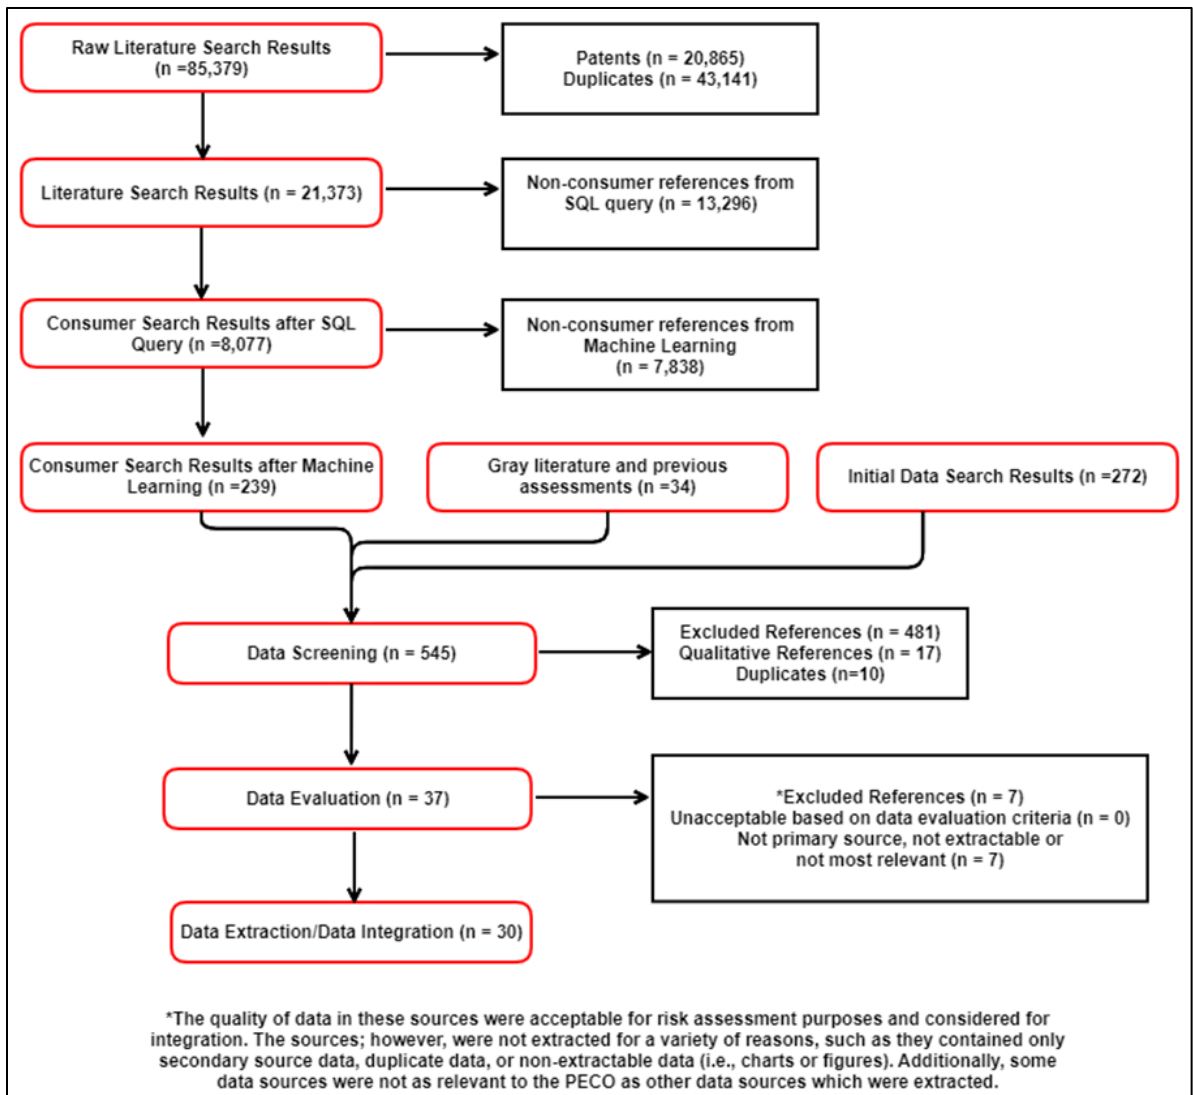 Raw Literature Search Results
(n =85,379)
Patents (n = 20,865)
Duplicates (n = 43,141)
Literature Search Results (n = 21,373)
Non-consumer references from
SQL query (n = 13,296)
Consumer Search Results after SQL
Query (n =8,077)
Non-consumer references from
Machine Learning
(n = 7,838)
Consumer Search Results after Machine
Learning (n =239)
Gray literature and previous
assessments (n =34)
Initial Data Search Results (n =272)
Data Screening (n = 545)
Excluded References (n = 481)
Qualitative References (n = 17)
Duplicates (n=10)
Data Evaluation (n = 37)
*Excluded References (n = 7)
Unacceptable based on data evaluation criteria (n = 0)
Not primary source, not extractable or
not most relevant (n = 7)
Data Extraction/Data Integration (n = 30)
*The quality of data in these sources were acceptable for risk assessment purposes and considered for
integration. The sources; however, were not extracted for a variety of reasons, such as they contained only
secondary source data, duplicate data, or non-extractable data (i.e., charts or figures). Additionally, some
data sources were not as relevant to the PECO as other data sources which were extracted.